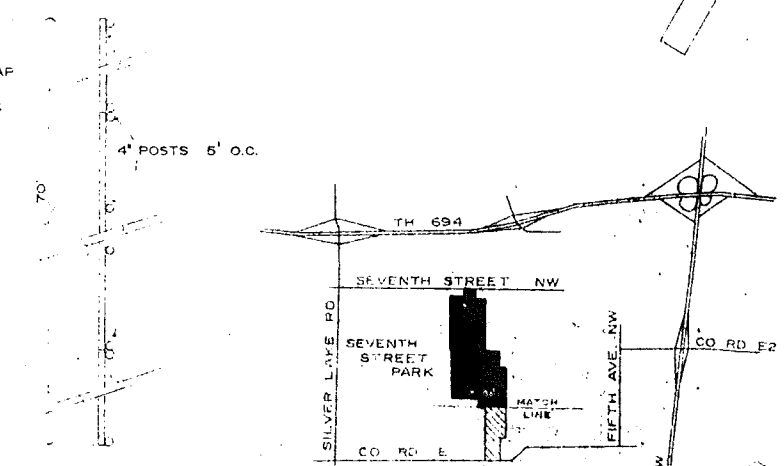 4" POSTS 5' O.C.
70'
TH 694
SEVENTH STREET NW
SILVER LAKE RD
SEVENTH
STREET
PARK
FIFTH AVE. NW
CO RD E2
MATCH
LINE
CO RD E
W